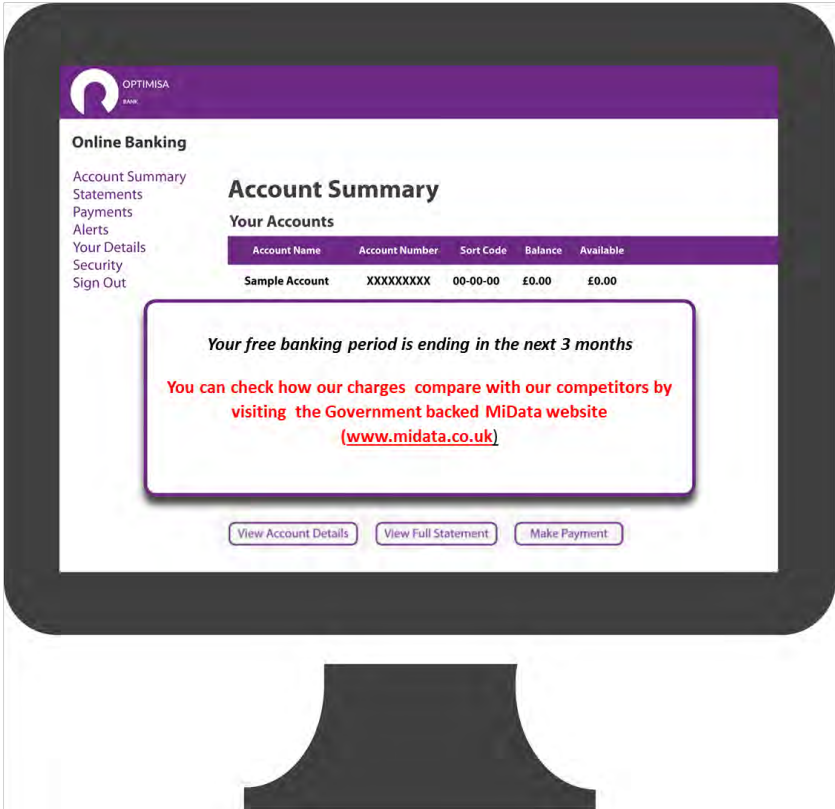 OPTIMISA
BANK
Online Banking
Account Summary
Statements
Payments
Alerts
Your Details
Security
Sign Out
Account Summary
Your Accounts
Account Name Account Number Sort Code Balance Available
Sample Account XXXXXXXXX 00-00-00 £0.00 £0.00
Your free banking period is ending in the next 3 months
You can check how our charges compare with our competitors by
visiting the Government backed MiData website
(www.midata.co.uk)
View Account Details View Full Statement Make Payment